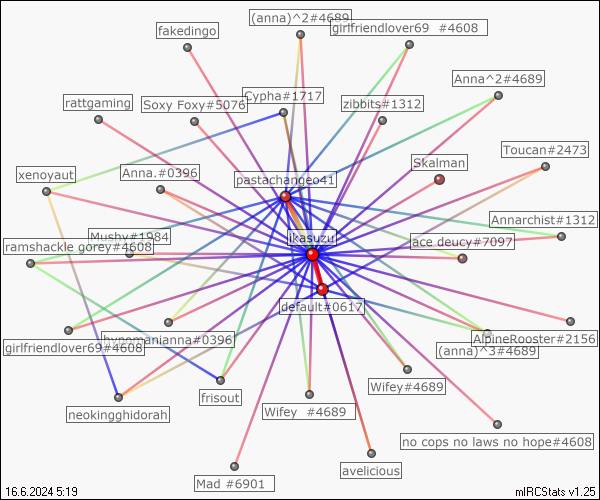 (anna)^2#4689
girlfriendlover69 #4608
fakedingo
Anna^2#4689
Cypha#1717
rattgaming
Soxy Foxy#5076
zibbits#1312
Toucan#2473
Skalman
xenoyaut
Anna.#0396
pastachangeo41
Annarchist#1312
Mushy#1984
ikasuzu
ramshackle gorey#4608
lace deucy#7097
default#0617
hypomanianna#0396
AlpineRooster#2156
girlfriendlover69#4608
(anna)^3#4689
Wifey#4689
frisout
neokingghidorah
Wifey #4689
no cops no laws no hope#4608
avelicious
Mad #6901
16.6.2024 5:19
mIRCStats v1.25